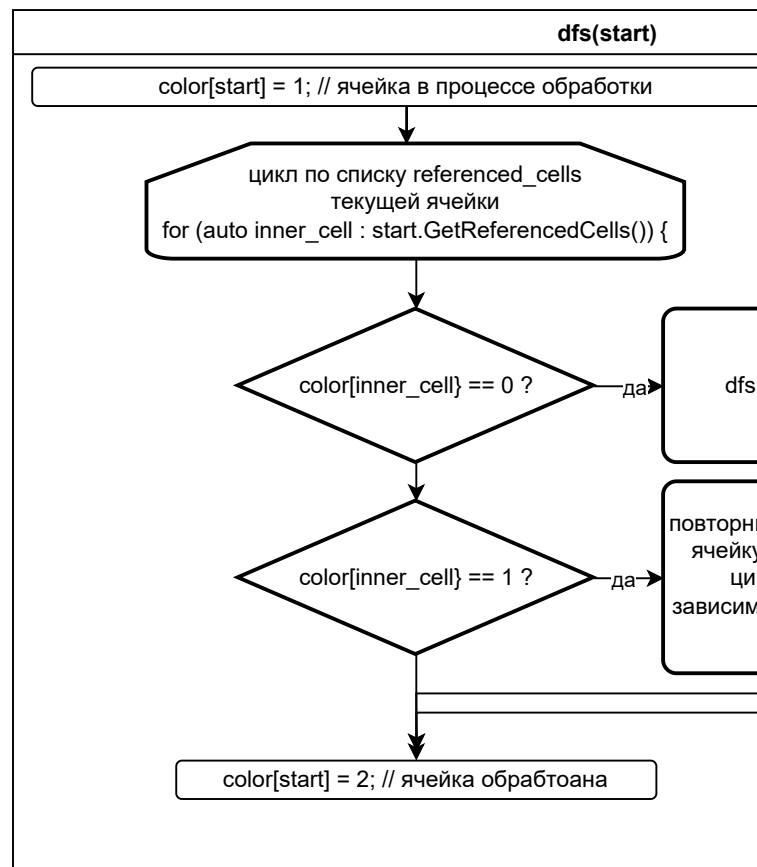 dfs(start)
color[start] = 1; // ячейка в процессе обработки
цикл по списку referenced_cells
текущей ячейки
for (auto inner_cell : start.GetReferencedCells()) {
color[inner_cell} == 0 ?
да
dfs
color[inner_cell} == 1 ?
да
color[start] = 2; // ячейка обрабтоана